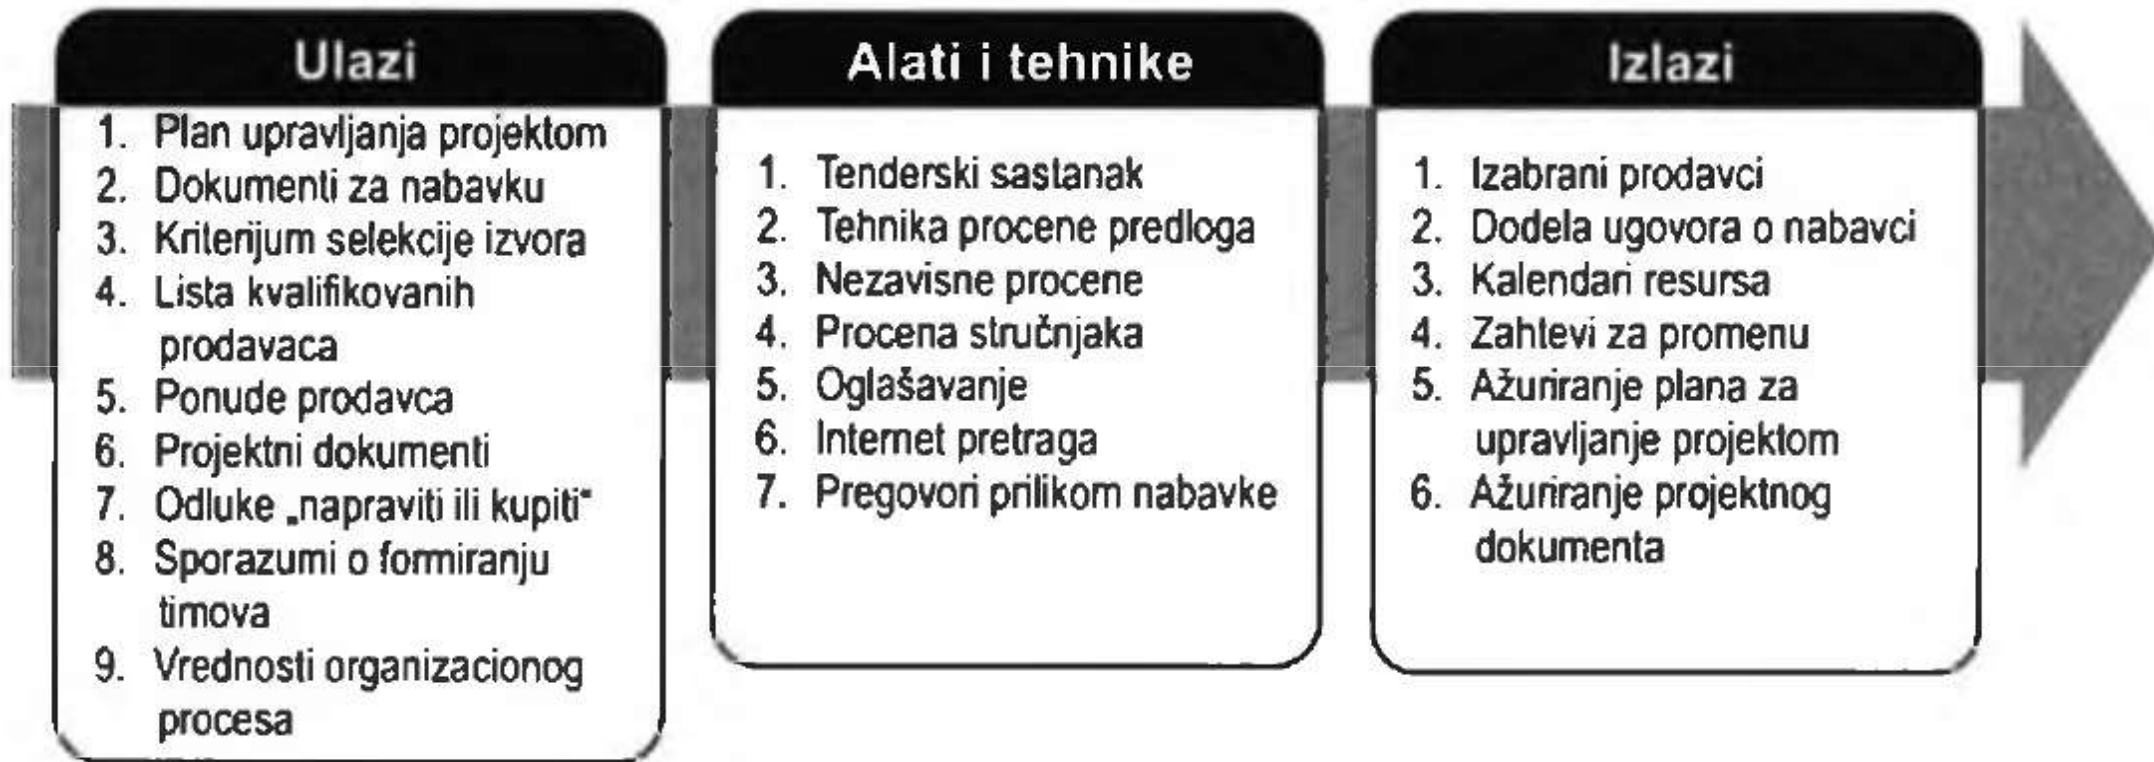 Ulazi
1. Plan upravljanja projektom
2. Dokumenti za nabavku
3. Kriterijum selekcije izvora
4. Lista kvalifikovanih
prodavaca
5. Ponude prodavca
6. Projektni dokumenti
7. Odluke „napraviti ili kupiti“
8. Sporazumi o formiranju
timova
9. Vrednosti organizacionog
procesa
Alati i tehnike
1. Tenderski sastanak
2. Tehnika procene predloga
3. Nezavisne procene
4. Procena stručnjaka
5. Oglašavanje
6. Internet pretraga
7. Pregovori prilikom nabavke
Izlazi
1. Izabrani prodavci
2. Dodela ugovora o nabavci
3. Kalendari resursa
4. Zahtevi za promenu
5. Ažuriranje plana za
upravljanje projektom
6. Ažuriranje projektnog
dokumenta